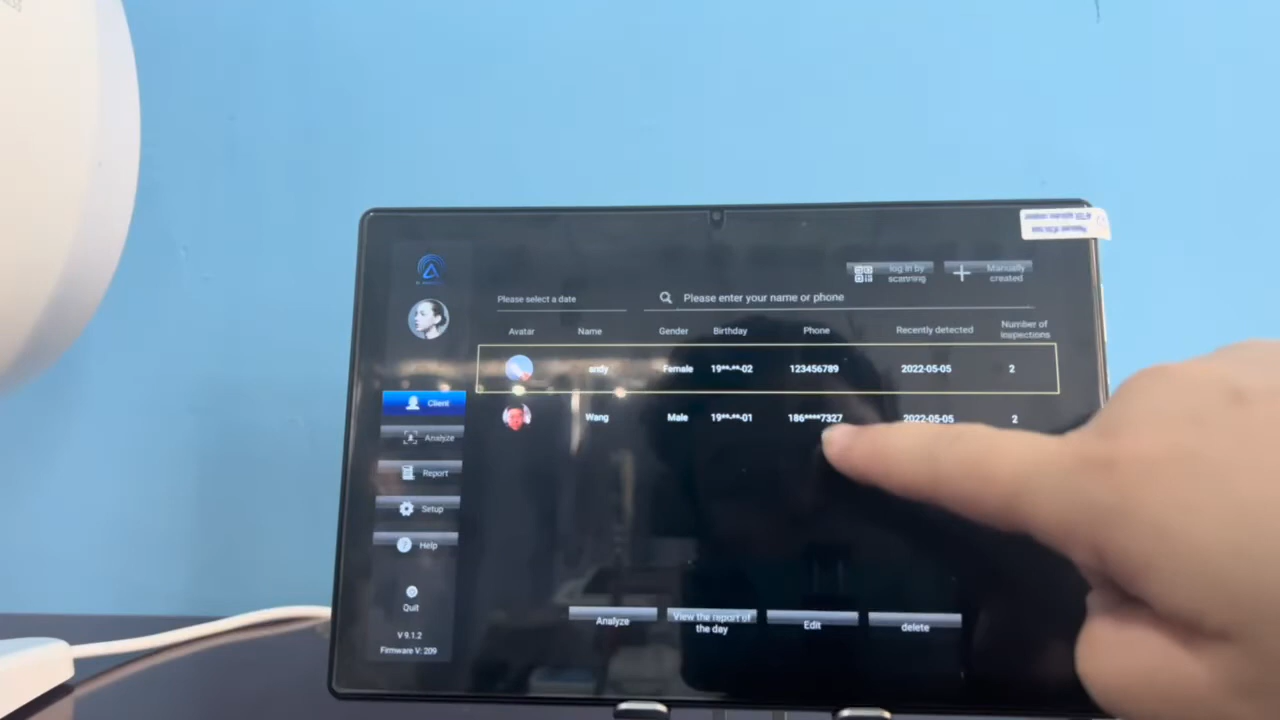 log in by
scanning
Manually
created
Please select a date
Please enter your name or phone
Avatar Name Gender Birthday Phone Recently detected Number of
inspections
andy Female 19**-**-02 123456789 2022-05-05 2
Wang Male 19**-**-01 186****7327 2022-05-05 2
Client
Analyze
Report
Setup
Help
Quit
V 9.1.2
Firmware V: 209
Analyze
View the report of
the day
Edit
delete